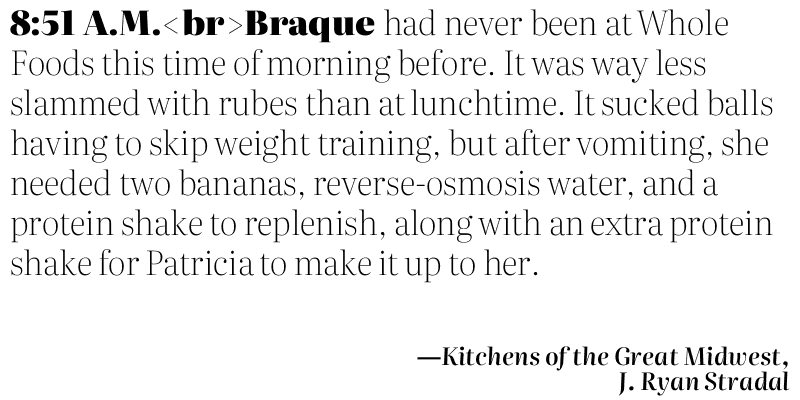 8:51 A.M.<br>Braque had never been at Whole
Foods this time of morning before. It was way less
slammed with rubes than at lunchtime. It sucked balls
having to skip weight training, but after vomiting, she
needed two bananas, reverse-osmosis water, and a
protein shake to replenish, along with an extra protein
shake for Patricia to make it up to her.
—Kitchens of the Great Midwest,
J. Ryan Stradal